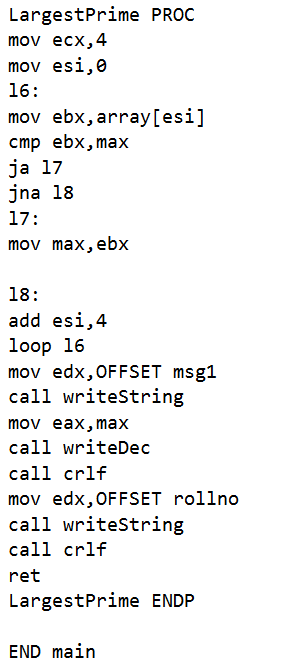 LargestPrime PROC
mov ecx,4
mov esi,0
l6:
mov ebx,array[esi]
cmp ebx,max
ja l7
jna l8
l7:
mov max,ebx
l8:
add esi,4
loop l6
mov edx,OFFSET msg1
call writeString
mov eax,max
call writeDec
call crlf
mov edx,OFFSET rollno
call writeString
call crlf
ret
LargestPrime ENDP
END main